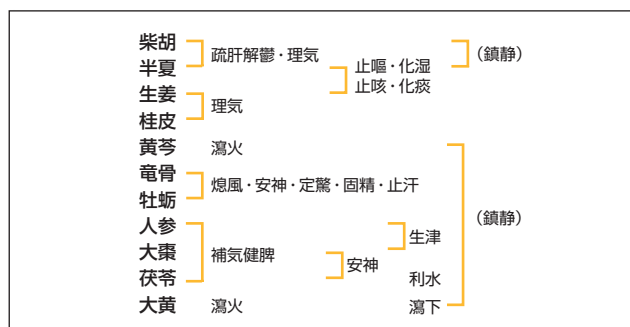 柴胡
疏肝解鬱・理気
(鎮静)
半夏
止嘔・化湿
止咳・化痰
生姜
理気
桂皮
黄芩 瀉火
竜骨
熄風・安神・定驚・固精・止汗
牡蛎
(鎮静)
人参
生津
大棗
補気健脾
安神
茯苓 利水
大黄 瀉火 瀉下